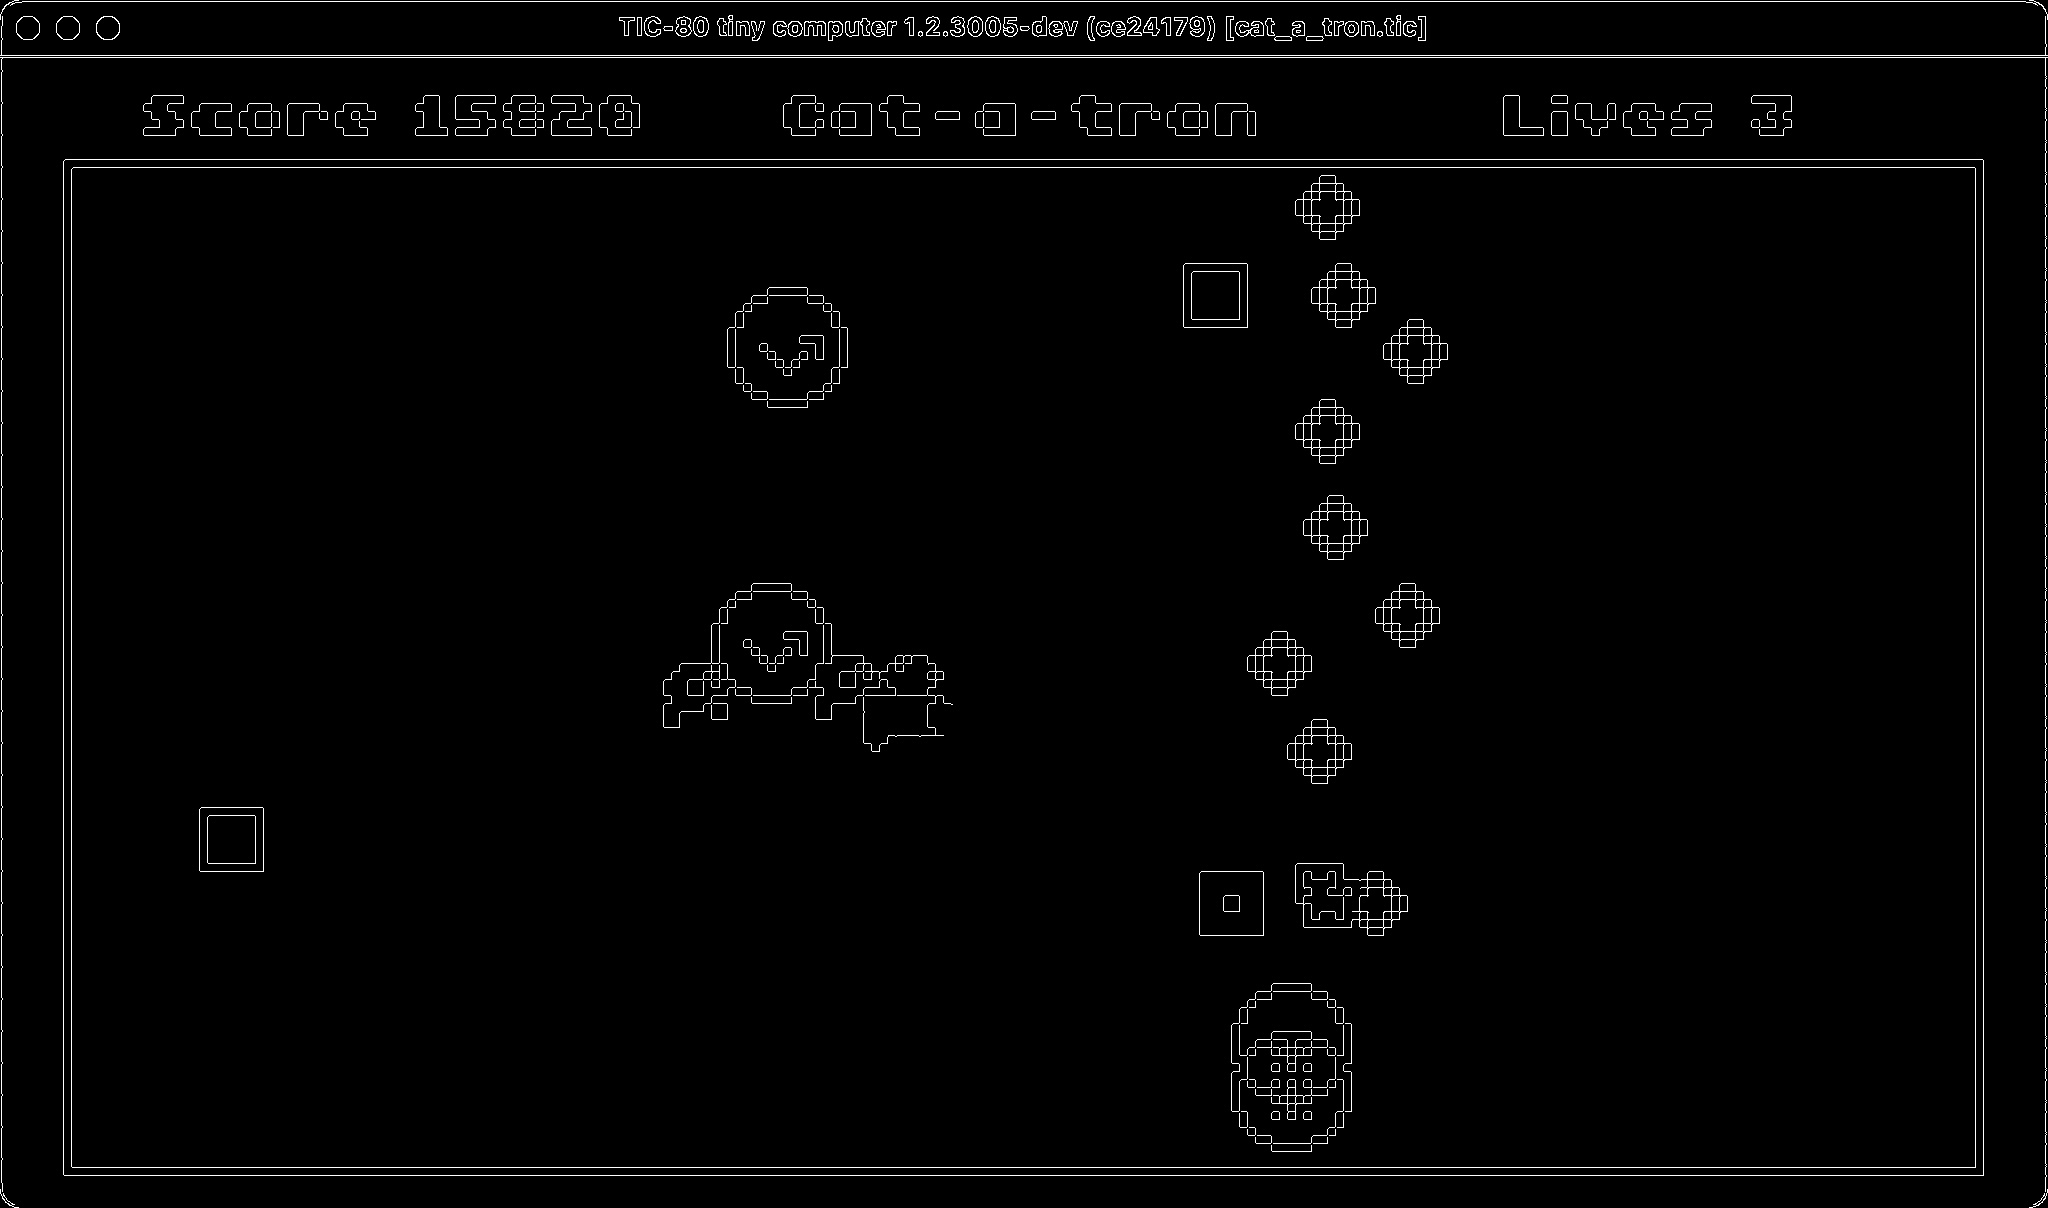 TIC-80 tiny computer 1.2.3005-dev (ce24179) [cat_a_tron.tic]
Score 15820 Cat-a-tron Lives 3